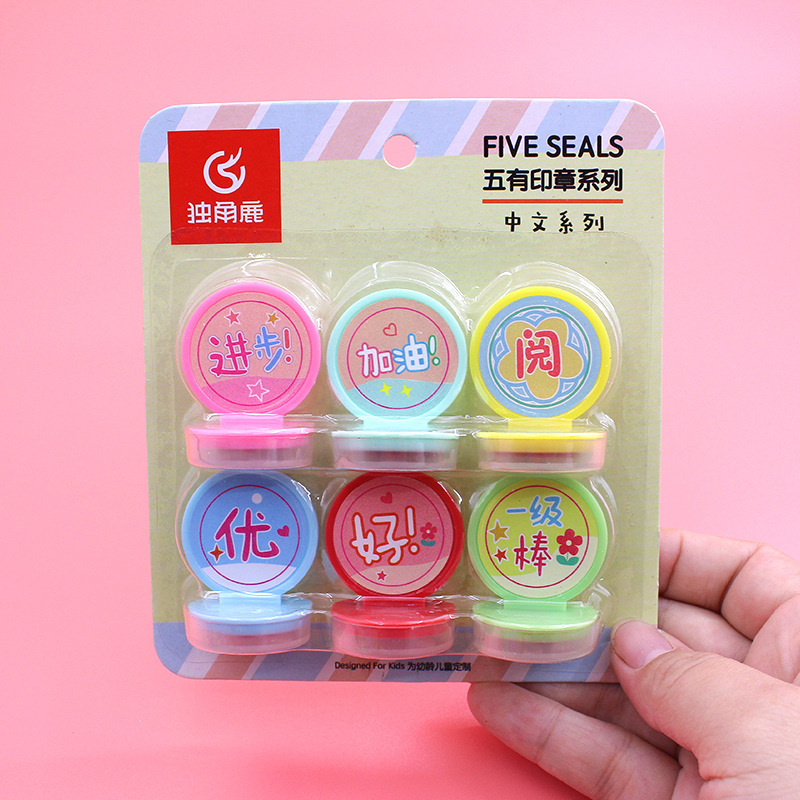 独角鹿
FIVE SEALS
五有印章系列
中文系列
进步!
加油!
阅
优
好!
一级
棒
Designed For Kids 为幼龄儿童定制